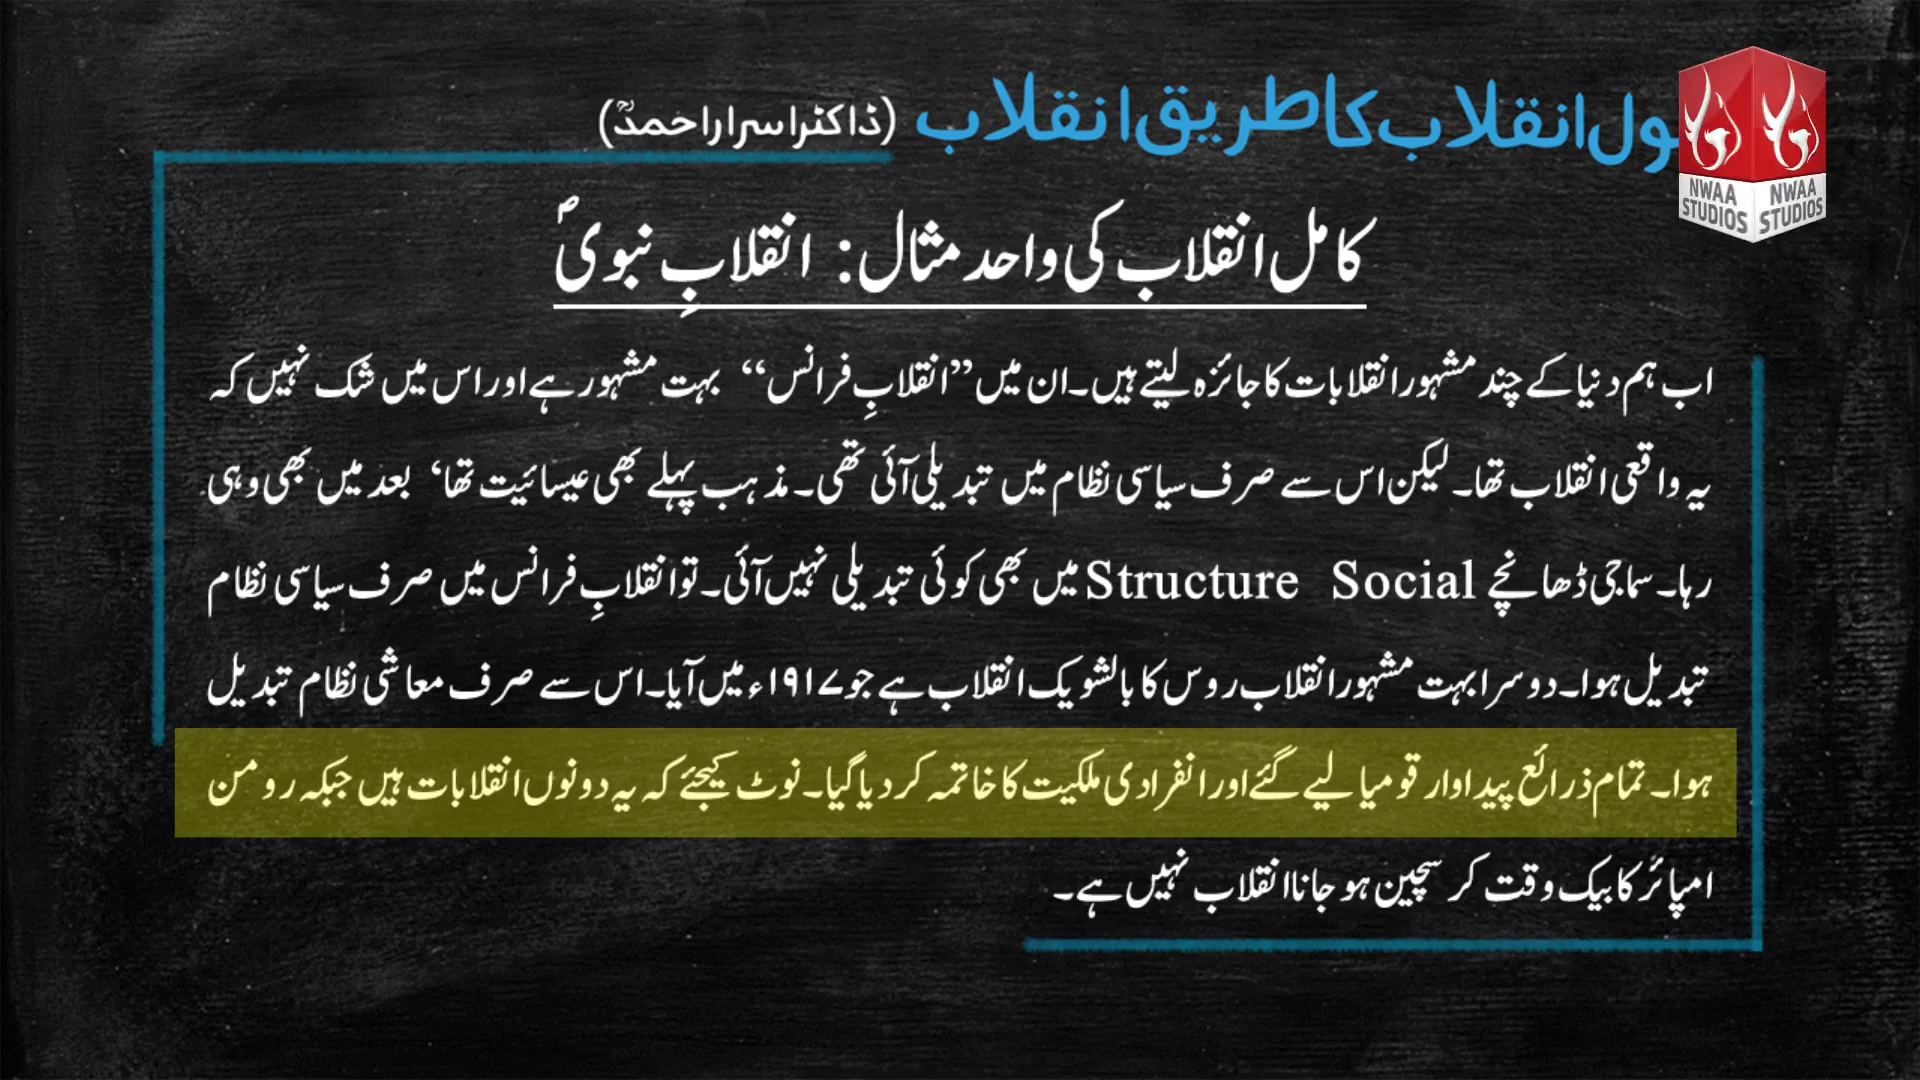 ول انقلاب کا طریق انقلاب (ڈاکٹر اسرار احمدؒ)
NWAA STUDIOS NWAA STUDIOS
کامل انقلاب کی واحد مثال: انقلابِ نبویؐ
اب ہم دنیا کے چند مشہور انقلابات کا جائزہ لیتے ہیں۔ ان میں ”انقلابِ فرانس“ بہت مشہور ہے اور اس میں شک نہیں کہ
یہ واقعی انقلاب تھا۔ لیکن اس سے صرف سیاسی نظام میں تبدیلی آئی تھی۔ مذہب پہلے بھی عیسائیت تھا‘ بعد میں بھی وہی
رہا۔ سماجی ڈھانچے Structure Social میں بھی کوئی تبدیلی نہیں آئی۔ تو انقلابِ فرانس میں صرف سیاسی نظام
تبدیل ہوا۔ دوسرا بہت مشہور انقلاب روس کا بالشویک انقلاب ہے جو ۱۹۱۷ء میں آیا۔ اس سے صرف معاشی نظام تبدیل
ہوا۔ تمام ذرائع پیداوار قومیا لیے گئے اور انفرادی ملکیت کا خاتمہ کر دیا گیا۔ نوٹ کیجئے کہ یہ دونوں انقلابات ہیں جبکہ رومن
امپائر کا بیک وقت کرسچین ہو جانا انقلاب نہیں ہے۔